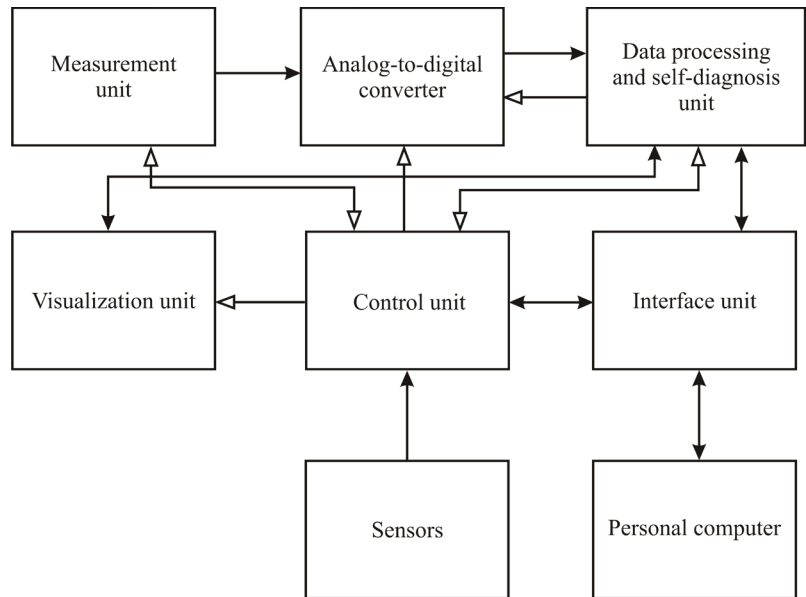 Measurement
unit
Analog-to-digital
converter
Data processing
and self-diagnosis
unit
Visualization unit
Control unit
Interface unit
Sensors
Personal computer